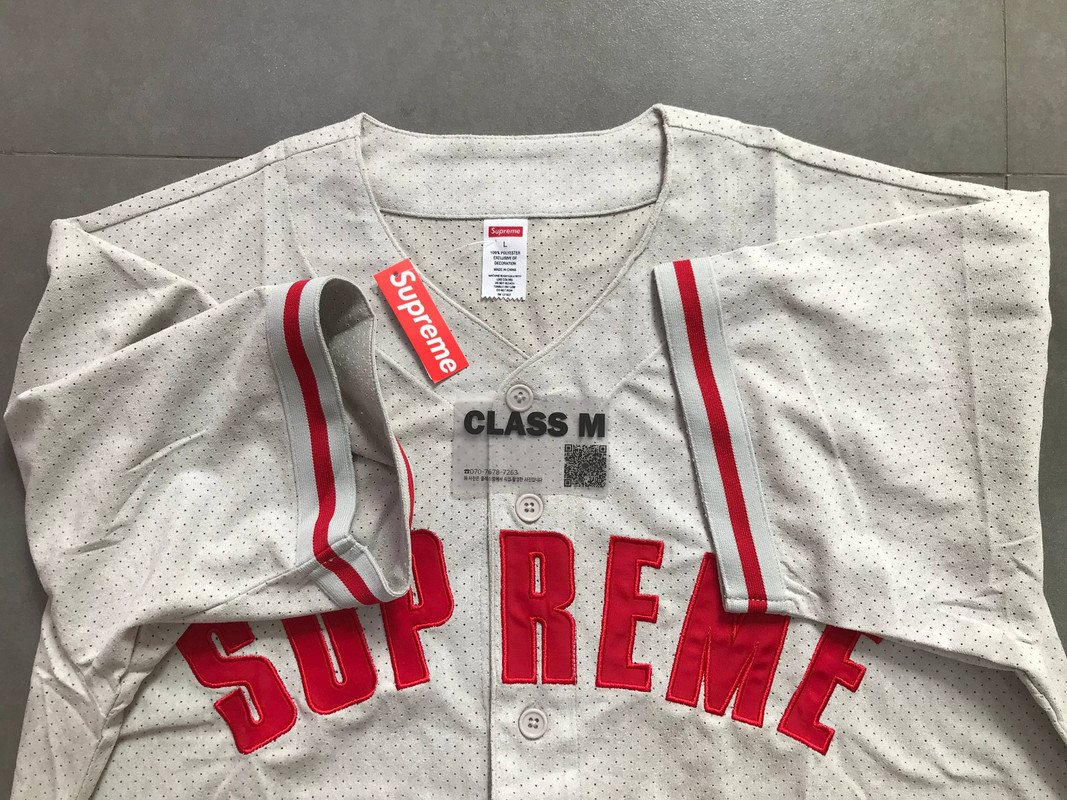 Supreme
L
100% POLYESTER
EXCLUSIVE OF
DECORATION
MADE IN CHINA
Supreme
CLASS M
☎070-7678-7263
SUPREME